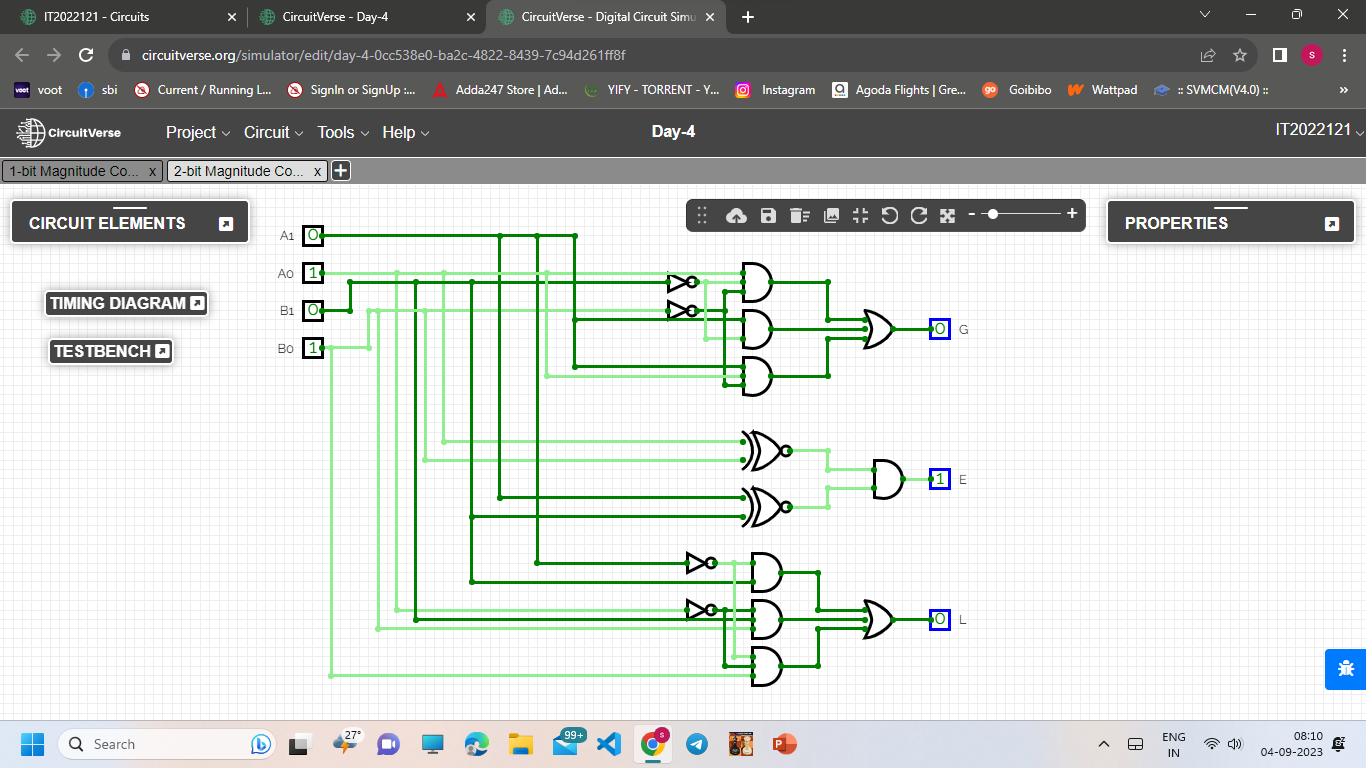 IT2022121 - Circuits
CircuitVerse - Day-4
CircuitVerse - Digital Circuit Simu
circuitverse.org/simulator/edit/day-4-0cc538e0-ba2c-4822-8439-7c94d261ff8f
s
voot voot
sbi
Current / Running L...
SignIn or SignUp :...
Adda247 Store | Ad...
YIFY - TORRENT - Y...
Instagram
Agoda Flights | Gre...
go Goibibo
Wattpad
:: SVMCM(V4.0) ::
»
CircuitVerse
Project
Circuit
Tools
Help
Day-4
IT2022121
1-bit Magnitude Co... x
2-bit Magnitude Co... x
CIRCUIT ELEMENTS
PROPERTIES
TIMING DIAGRAM
TESTBENCH
A1 0
A0 1
B1 0
B0 1
0 G
1 E
0 L
Search
27°
99+
s
ENG
IN
08:10
04-09-2023